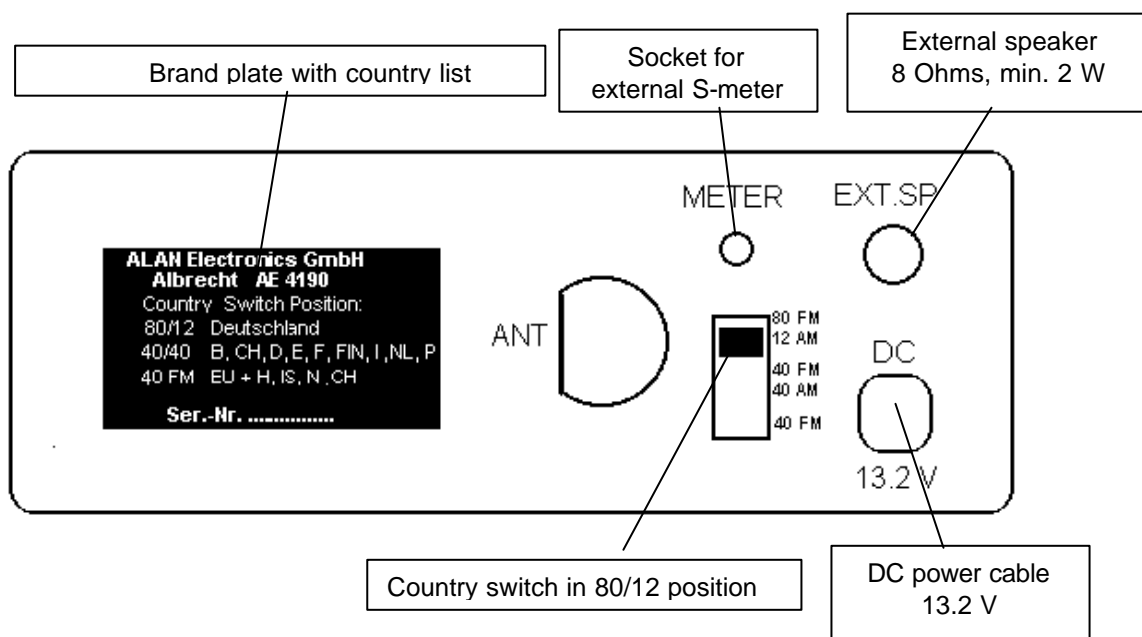 Brand plate with country list
Socket for
external S-meter
External speaker
8 Ohms, min. 2 W
METER
EXT.SP
ALAN Electronics GmbH
Albrecht AE 4190
Country Switch Position:
80/12 Deutschland
40/40 B, CH, D, E, F, FIN, I, NL, P
40 FM EU + H, IS, N ,CH
Ser.-Nr. ................
ANT
80 FM
12 AM
40 FM
40 AM
40 FM
DC
13.2 V
Country switch in 80/12 position
DC power cable
13.2 V